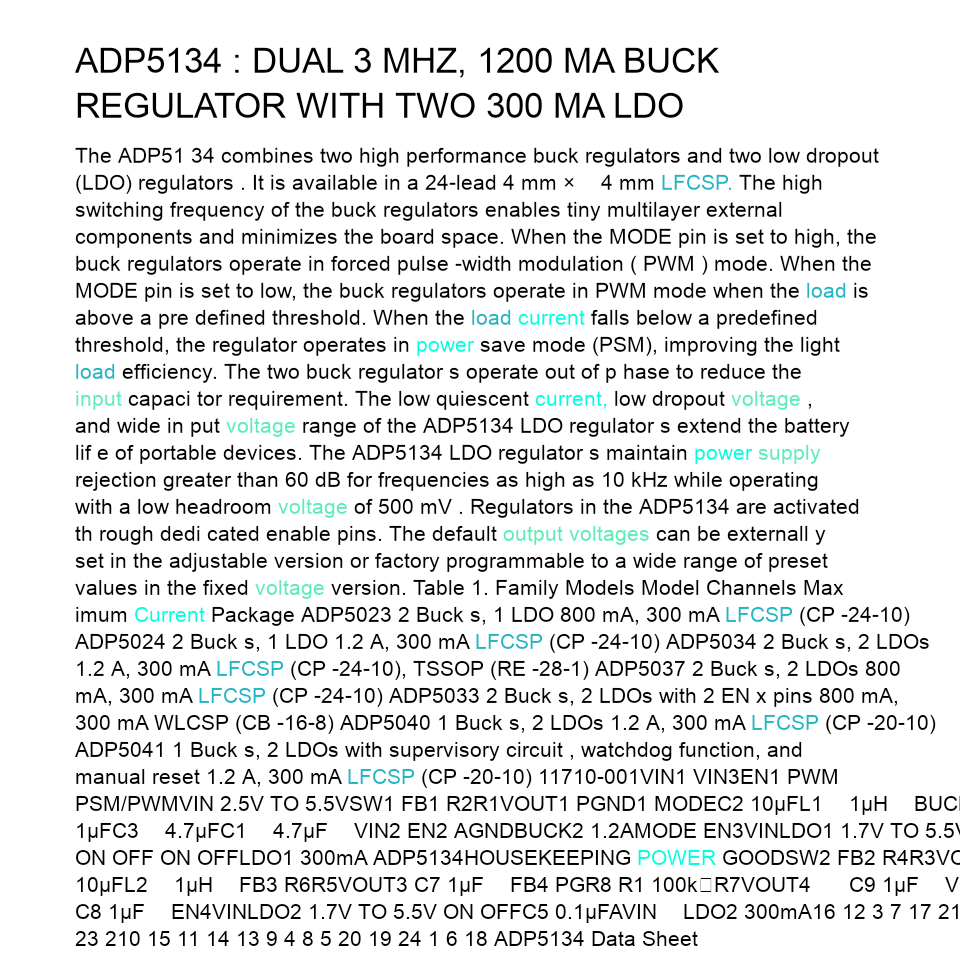 ADP5134 : DUAL 3 MHZ, 1200 MA BUCK
REGULATOR WITH TWO 300 MA LDO
The ADP51 34 combines two high performance buck regulators and two low dropout
(LDO) regulators . It is available in a 24-lead 4 mm × 4 mm LFCSP. The high
switching frequency of the buck regulators enables tiny multilayer external
components and minimizes the board space. When the MODE pin is set to high, the
buck regulators operate in forced pulse -width modulation ( PWM ) mode. When the
MODE pin is set to low, the buck regulators operate in PWM mode when the load is
above a pre defined threshold. When the load current falls below a predefined
threshold, the regulator operates in power save mode (PSM), improving the light
load efficiency. The two buck regulator s operate out of p hase to reduce the
input capaci tor requirement. The low quiescent current, low dropout voltage ,
and wide in put voltage range of the ADP5134 LDO regulator s extend the battery
lif e of portable devices. The ADP5134 LDO regulator s maintain power supply
rejection greater than 60 dB for frequencies as high as 10 kHz while operating
with a low headroom voltage of 500 mV . Regulators in the ADP5134 are activated
th rough dedi cated enable pins. The default output voltages can be externall y
set in the adjustable version or factory programmable to a wide range of preset
values in the fixed voltage version. Table 1. Family Models Model Channels Max
imum Current Package ADP5023 2 Buck s, 1 LDO 800 mA, 300 mA LFCSP (CP -24-10)
ADP5024 2 Buck s, 1 LDO 1.2 A, 300 mA LFCSP (CP -24-10) ADP5034 2 Buck s, 2 LDOs
1.2 A, 300 mA LFCSP (CP -24-10), TSSOP (RE -28-1) ADP5037 2 Buck s, 2 LDOs 800
mA, 300 mA LFCSP (CP -24-10) ADP5033 2 Buck s, 2 LDOs with 2 EN x pins 800 mA,
300 mA WLCSP (CB -16-8) ADP5040 1 Buck s, 2 LDOs 1.2 A, 300 mA LFCSP (CP -20-10)
ADP5041 1 Buck s, 2 LDOs with supervisory circuit , watchdog function, and
manual reset 1.2 A, 300 mA LFCSP (CP -20-10) 11710-001VIN1 VIN3EN1 PWM
PSM/PWMVIN 2.5V TO 5.5VSW1 FB1 R2R1VOUT1 PGND1 MODEC2 10µFL1 1µH
1µFC3 4.7µFC1 4.7µF VIN2 EN2 AGNDBUCK2 1.2AMODE EN3VINLDO1 1.7V TO
ON OFF ON OFFLDO1 300mA ADP5134HOUSEKEEPING POWER GOODSW2 FB2
10µFL2 1µH FB3 R6R5VOUT3 C7 1µF FB4 PGR8 R1 100k□R7VOUT4 C9 1µF
C8 1µF EN4VINLDO2 1.7V TO 5.5V ON OFFC5 0.1µFAVIN LDO2 300mA16 12 3 7 17 21
23 210 15 11 14 13 9 4 8 5 20 19 24 1 6 18 ADP5134 Data Sheet